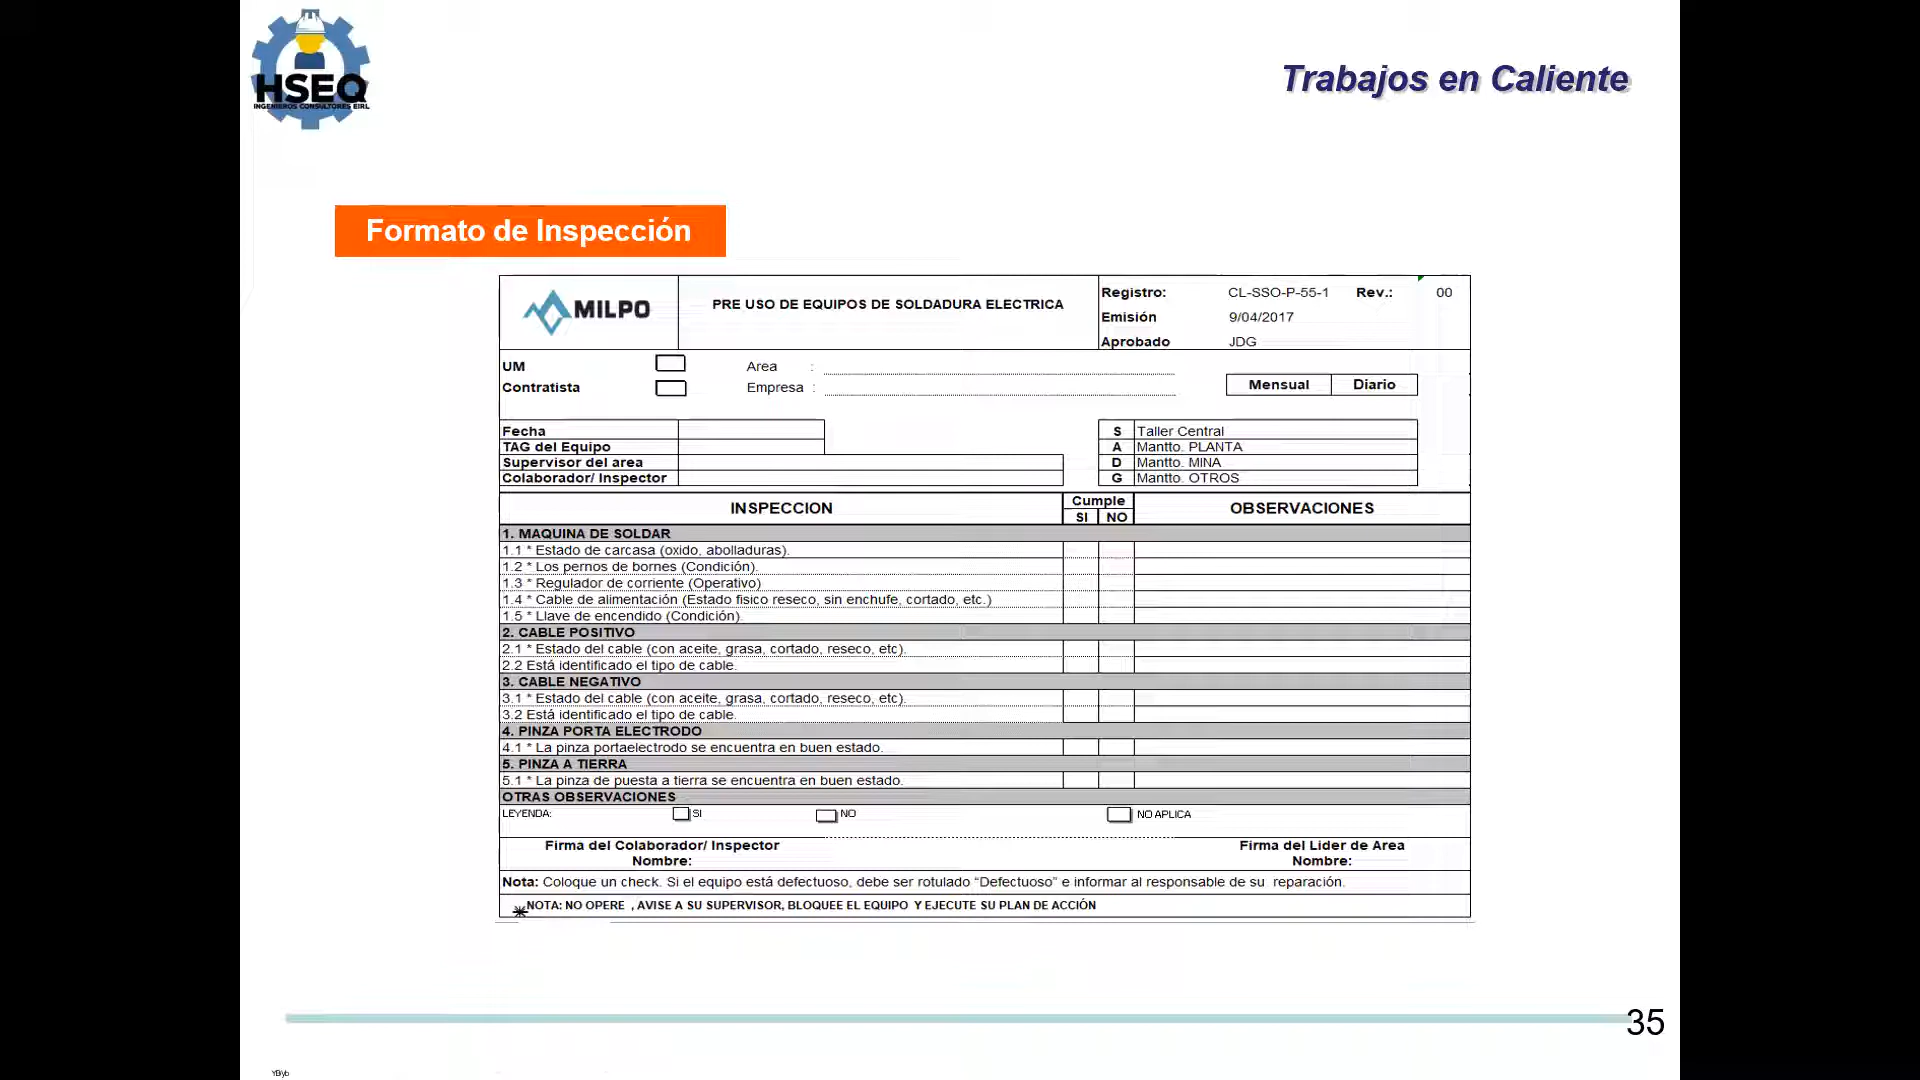 HSEQ
INGENIEROS CONSULTORES EIRL
Trabajos en Caliente
Formato de Inspección
MILPO
PRE USO DE EQUIPOS DE SOLDADURA ELECTRICA
Registro: CL-SSO-P-55-1 Rev.: 00
Emisión 9/04/2017
Aprobado JDG
UM Area :
Contratista Empresa :
Mensual Diario
Fecha
TAG del Equipo
Supervisor del area
Colaborador/ Inspector
S Taller Central
A Mantto. PLANTA
D Mantto. MINA
G Mantto. OTROS
INSPECCION Cumple OBSERVACIONES
SI NO
1. MAQUINA DE SOLDAR
1.1 * Estado de carcasa (oxido, abolladuras).
1.2 * Los pernos de bornes (Condición).
1.3 * Regulador de corriente (Operativo)
1.4 * Cable de alimentación (Estado fisico reseco, sin enchufe, cortado, etc.)
1.5 * Llave de encendido (Condición).
2. CABLE POSITIVO
2.1 * Estado del cable (con aceite, grasa, cortado, reseco, etc).
2.2 Está identificado el tipo de cable.
3. CABLE NEGATIVO
3.1 * Estado del cable (con aceite, grasa, cortado, reseco, etc).
3.2 Está identificado el tipo de cable.
4. PINZA PORTA ELECTRODO
4.1 * La pinza portaelectrodo se encuentra en buen estado.
5. PINZA A TIERRA
5.1 * La pinza de puesta a tierra se encuentra en buen estado.
OTRAS OBSERVACIONES
LEYENDA: SI NO NO APLICA
Firma del Colaborador/ Inspector
Nombre:
Firma del Lider de Area
Nombre:
Nota: Coloque un check. Si el equipo está defectuoso, debe ser rotulado “Defectuoso” e informar al responsable de su reparación.
*NOTA: NO OPERE , AVISE A SU SUPERVISOR, BLOQUEE EL EQUIPO Y EJECUTE SU PLAN DE ACCIÓN
35